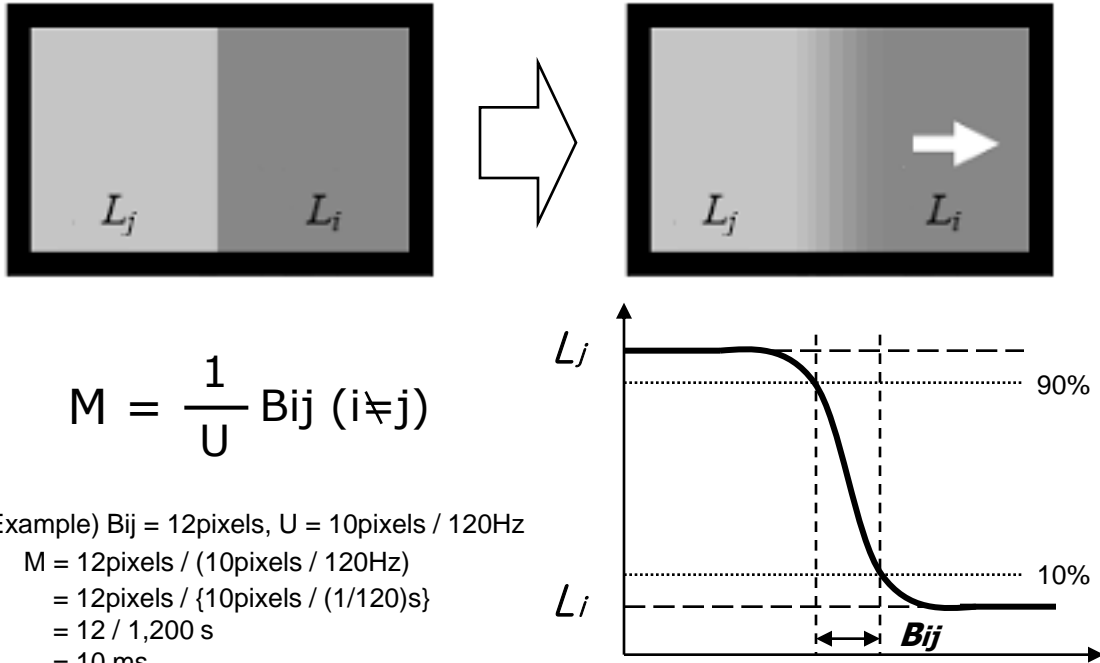 Lj Li
Lj Li
M = 1/U Bij (i≒j)
Example) Bij = 12pixels, U = 10pixels / 120Hz
M = 12pixels / (10pixels / 120Hz)
= 12pixels / {10pixels / (1/120)s}
= 12 / 1,200 s
= 10 ms
Lj
90%
10%
Li
Bij